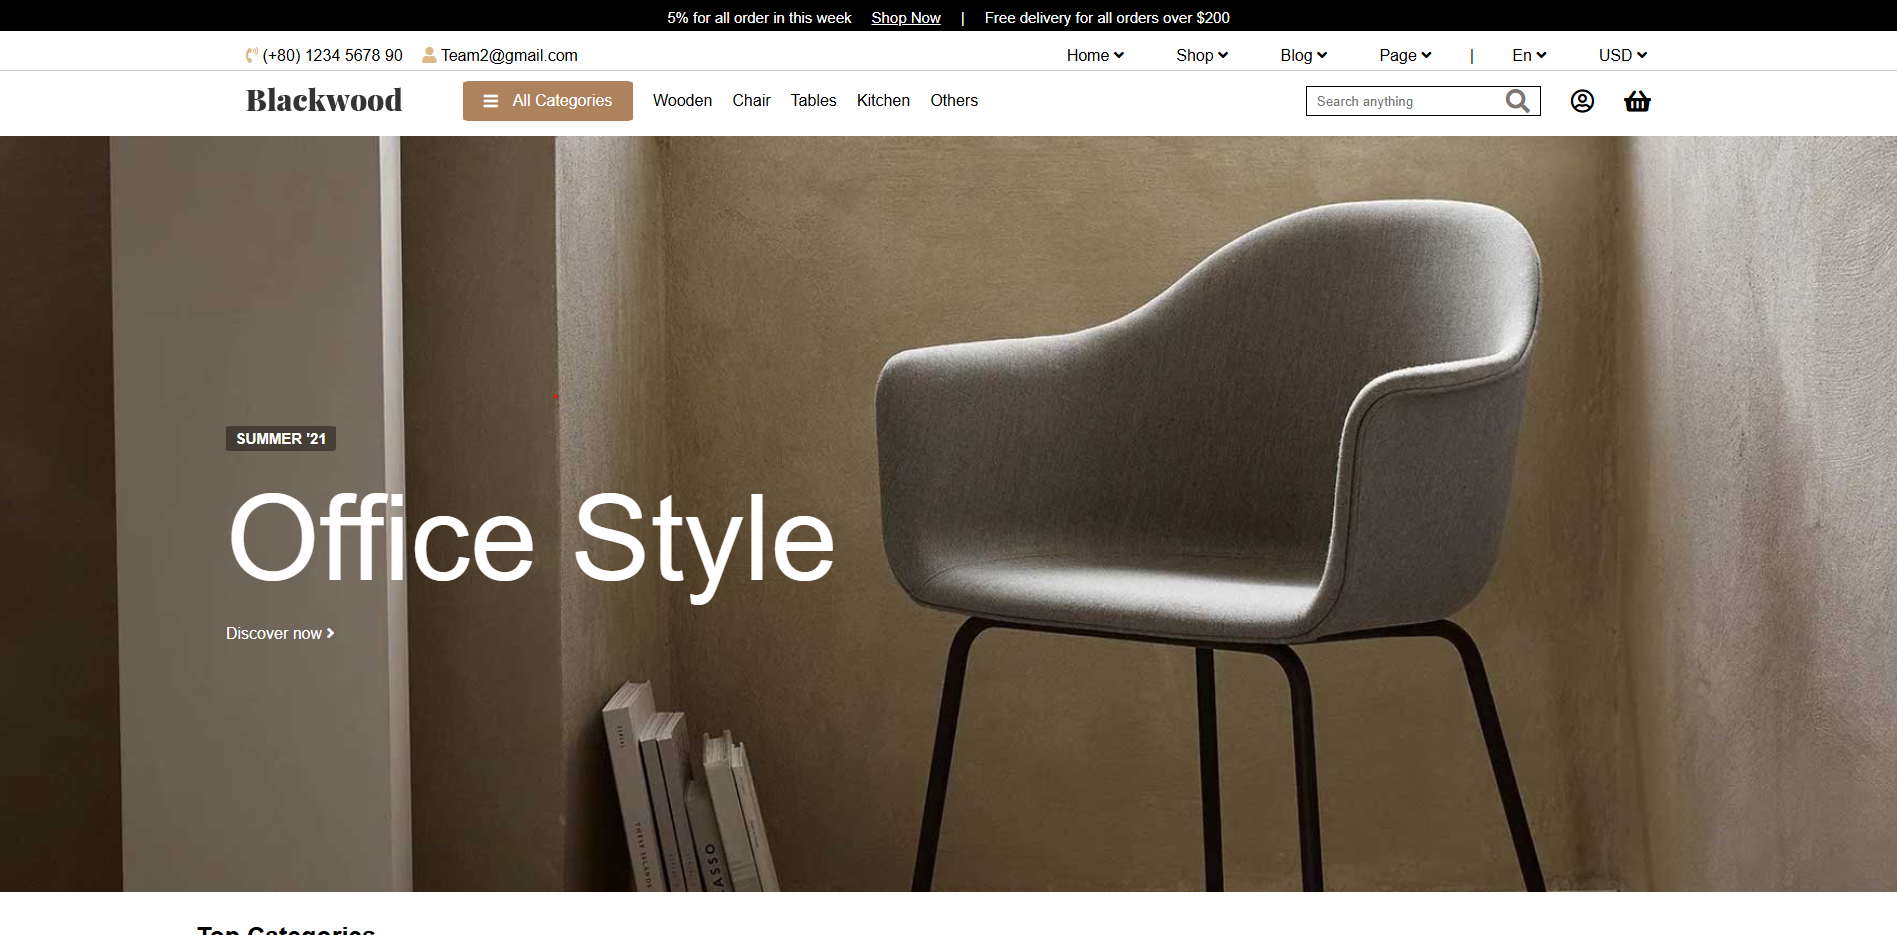 5% for all order in this week Shop Now | Free delivery for all orders over $200
(+80) 1234 5678 90 Team2@gmail.com Home Shop Blog Page | En USD
Blackwood All Categories Wooden Chair Tables Kitchen Others Search anything
SUMMER '21
Office Style
Discover now
Top Categories